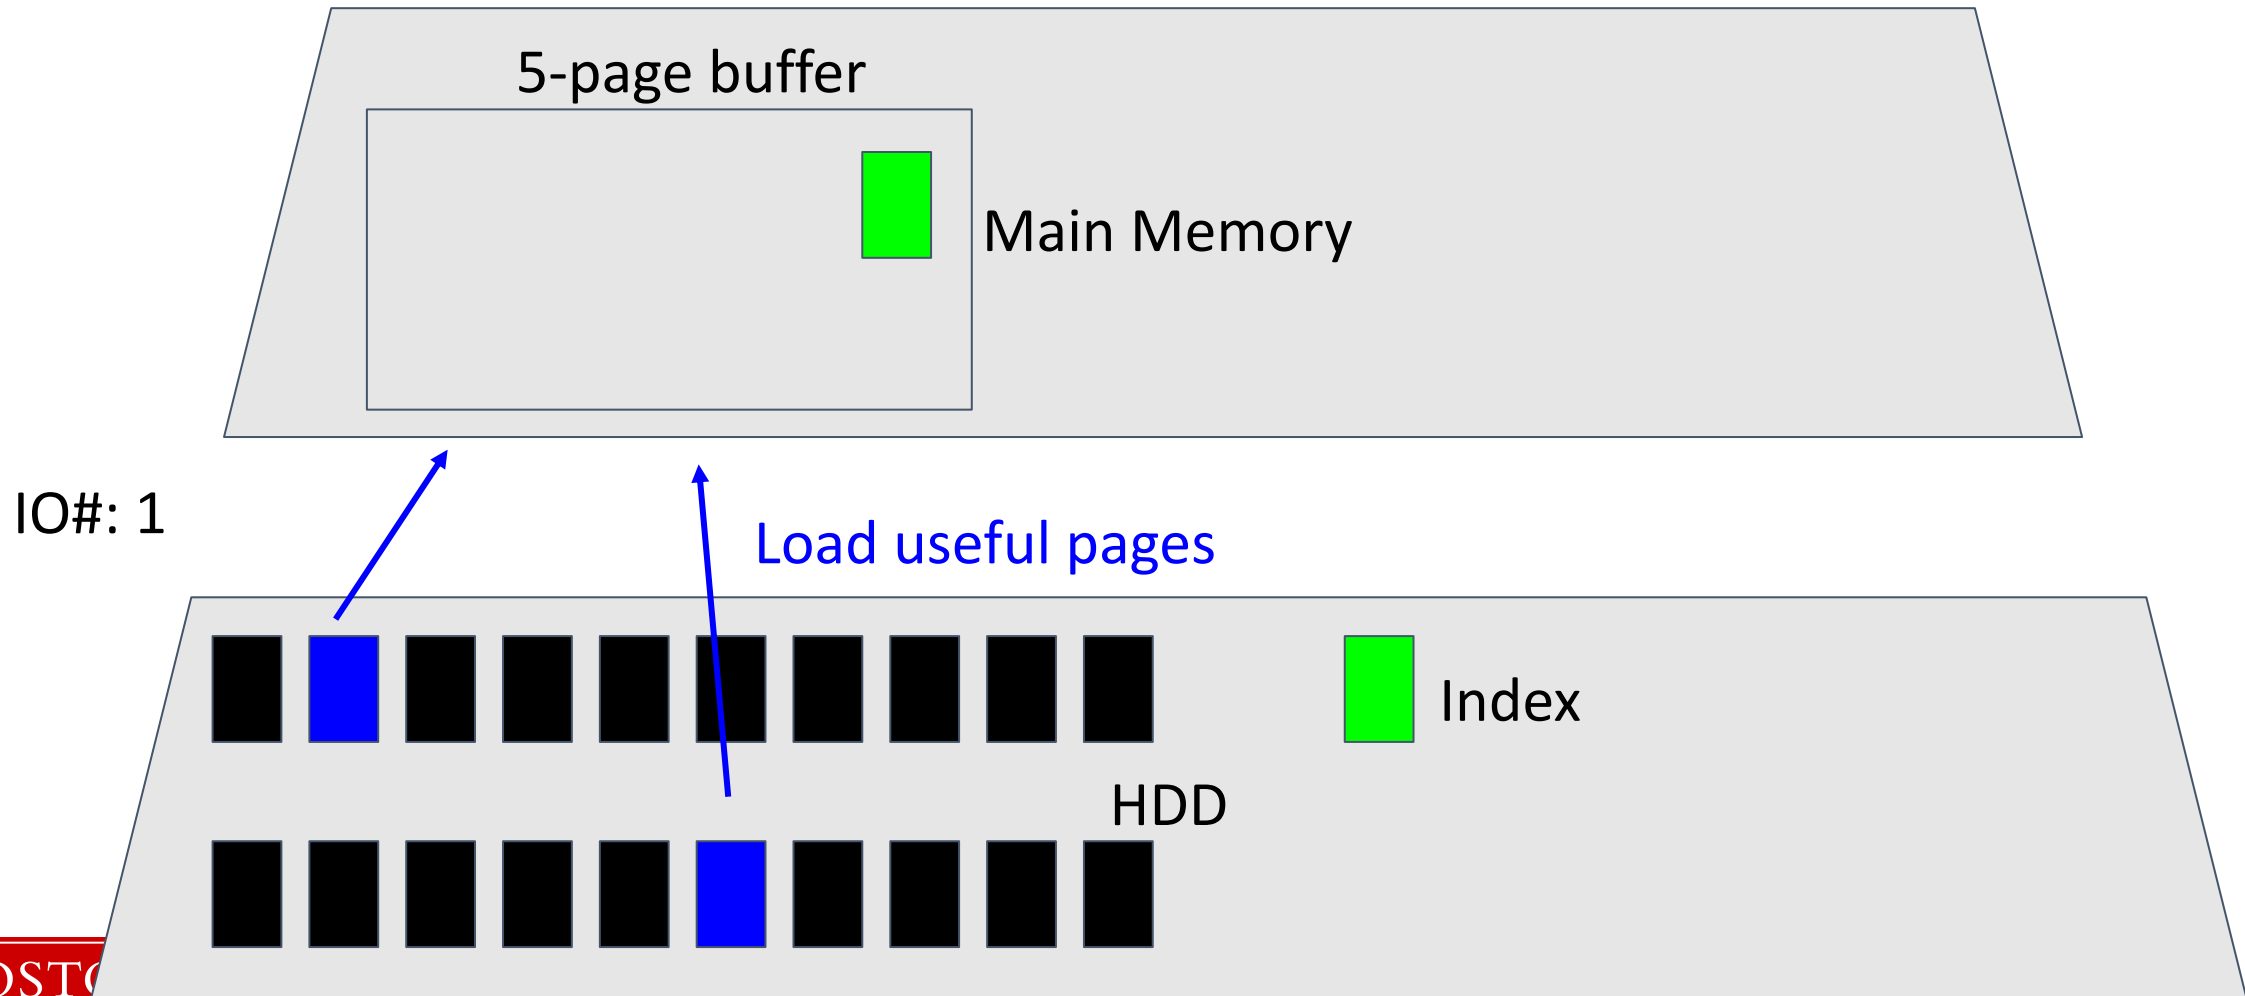 5-page buffer
Main Memory
IO#: 1
Load useful pages
Index
HDD